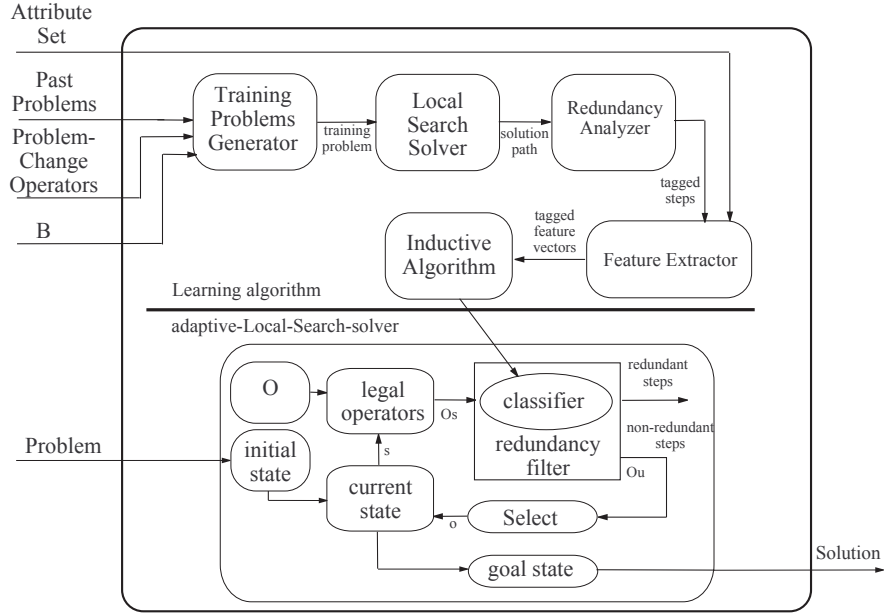 Attribute
Set
Past
Problems
Problem-
Change
Operators
B
Training
Problems
Generator
training
problem
Local
Search
Solver
solution
path
Redundancy
Analyzer
tagged
steps
Inductive
Algorithm
tagged
feature
vectors
Feature Extractor
Learning algorithm
adaptive-Local-Search-solver
O
legal
operators
Os
classifier
redundancy
filter
redundant
steps
non-redundant
steps
Ou
Problem
initial
state
s
current
state
o
Select
goal state
Solution